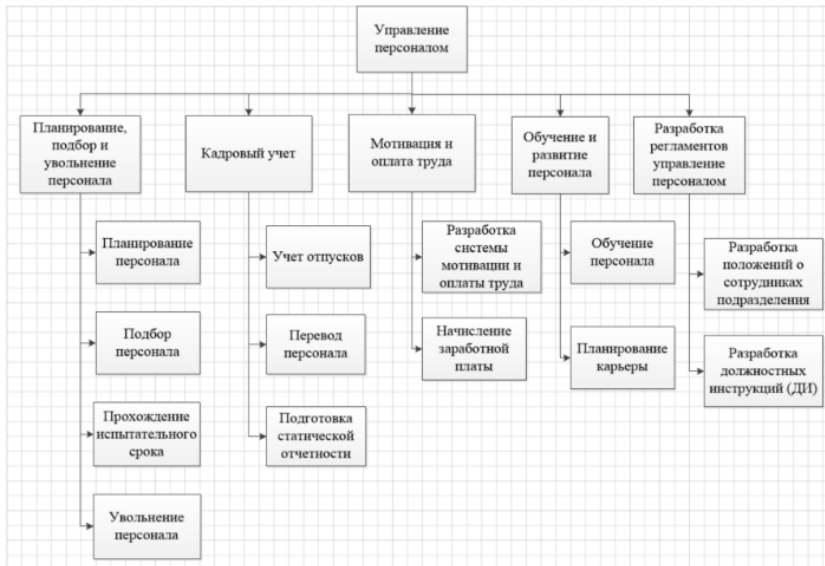 Управление
персоналом
Планирование,
подбор и
увольнение
персонала
Кадровый учет
Мотивация и
оплата труда
Обучение и
развитие
персонала
Разработка
регламентов
управление
персоналом
Планирование
персонала
Подбор
персонала
Прохождение
испытательного
срока
Увольнение
персонала
Учет отпусков
Перевод
персонала
Подготовка
статической
отчетности
Разработка
системы
мотивации и
оплаты труда
Начисление
заработной
платы
Обучение
персонала
Планирование
карьеры
Разработка
положений о
сотрудниках
подразделения
Разработка
должностных
инструкций (ДИ)